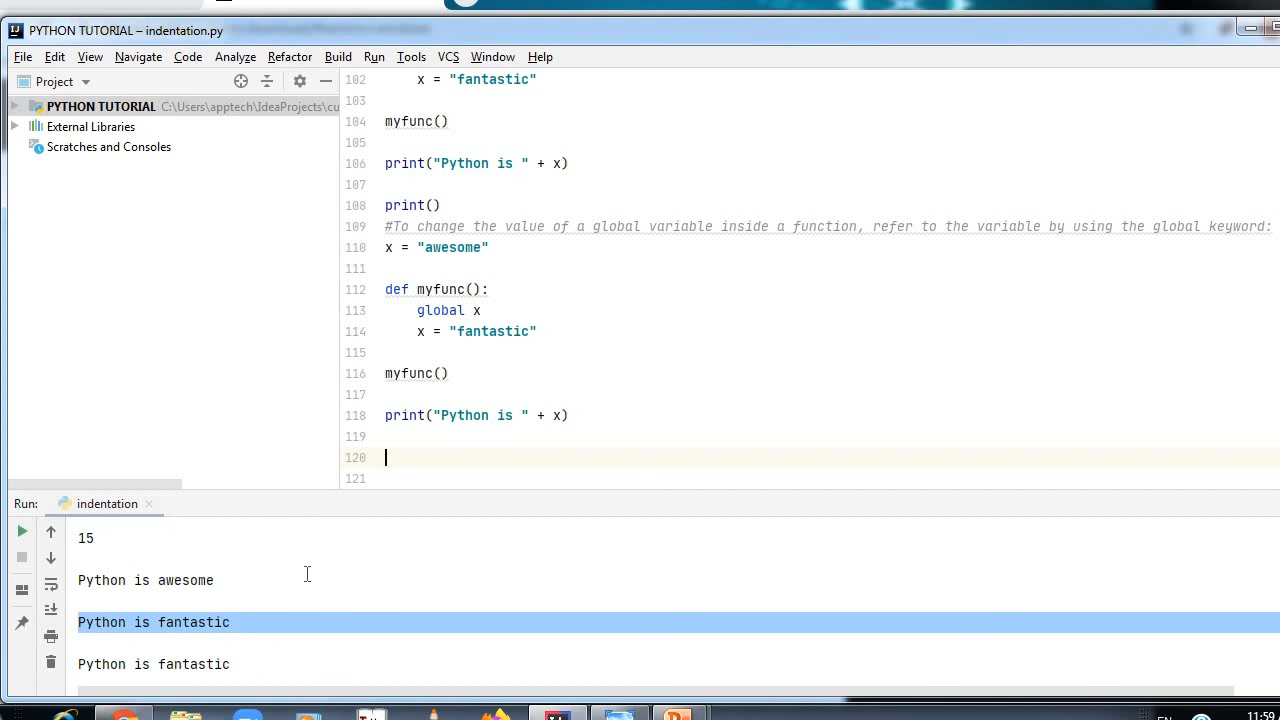 PYTHON TUTORIAL – indentation.py
File Edit View Navigate Code Analyze Refactor Build Run Tools VCS Window Help
Project
PYTHON TUTORIAL C:\Users\apptech\IdeaProjects\cu
External Libraries
Scratches and Consoles
102 x = "fantastic"
103
104 myfunc()
105
106 print("Python is " + x)
107
108 print()
109 #To change the value of a global variable inside a function, refer to the variable by using the global keyword:
110 x = "awesome"
111
112 def myfunc():
113 global x
114 x = "fantastic"
115
116 myfunc()
117
118 print("Python is " + x)
119
120
121
Run: indentation
15
Python is awesome
Python is fantastic
Python is fantastic
EN 11:59